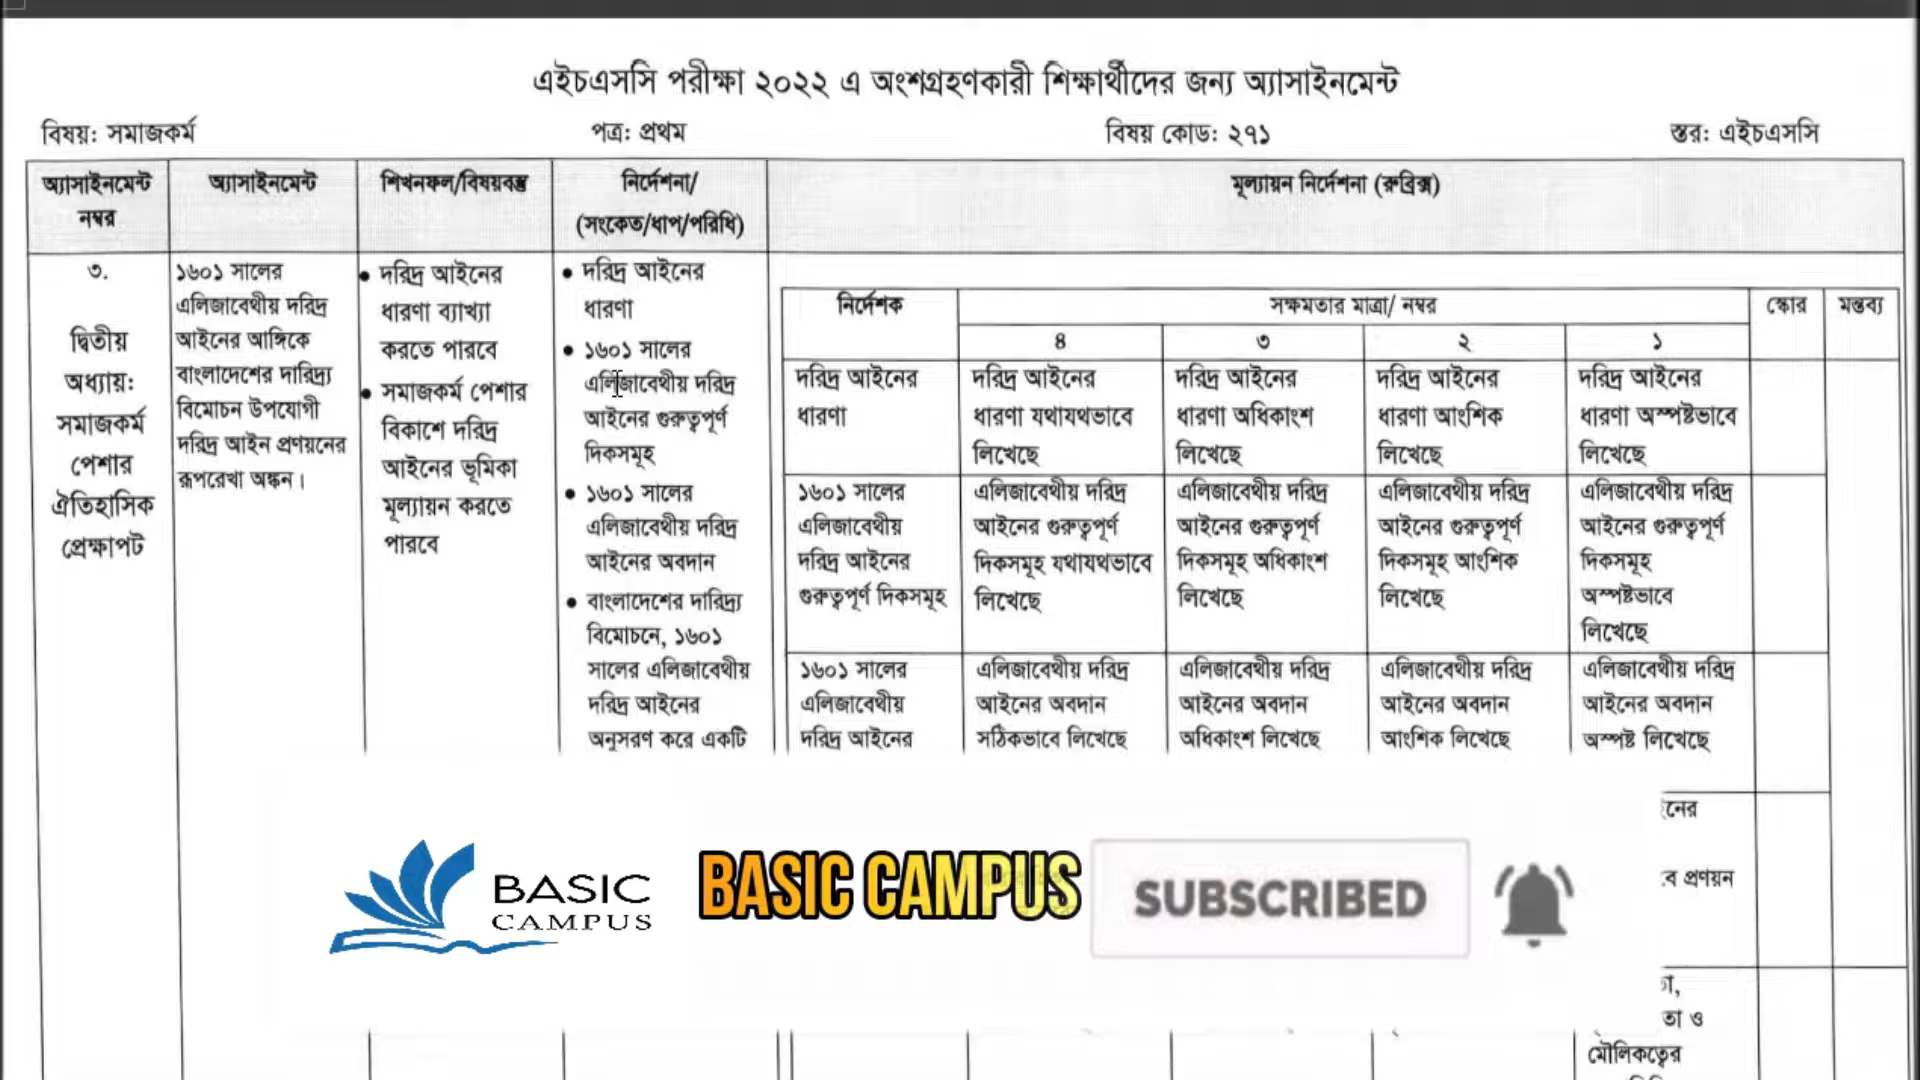 এইচএসসি পরীক্ষা ২০২২ এ অংশগ্রহণকারী শিক্ষার্থীদের জন্য অ্যাসাইনমেন্ট
বিষয়: সমাজকর্ম
পত্র: প্রথম
বিষয় কোড: ২৭১
স্তর: এইচএসসি
অ্যাসাইনমেন্ট
নম্বর
অ্যাসাইনমেন্ট
শিখনফল/বিষয়বস্তু
নির্দেশনা/
(সংকেত/ধাপ/পরিধি)
মূল্যায়ন নির্দেশনা (রুব্রিক্স)
৩.
দ্বিতীয়
অধ্যায়:
সমাজকর্ম
পেশার
ঐতিহাসিক
প্রেক্ষাপট
১৬০১ সালের
এলিজাবেথীয় দরিদ্র
আইনের আঙ্গিকে
বাংলাদেশের দারিদ্র্য
বিমোচন উপযোগী
দরিদ্র আইন প্রণয়নের
রূপরেখা অঙ্কন।
• দরিদ্র আইনের
ধারণা ব্যাখ্যা
করতে পারবে
• সমাজকর্ম পেশার
বিকাশে দরিদ্র
আইনের ভূমিকা
মূল্যায়ন করতে
পারবে
• দরিদ্র আইনের
ধারণা
• ১৬০১ সালের
এলিজাবেথীয় দরিদ্র
আইনের গুরুত্বপূর্ণ
দিকসমূহ
• ১৬০১ সালের
এলিজাবেথীয় দরিদ্র
আইনের অবদান
• বাংলাদেশের দারিদ্র্য
বিমোচনে, ১৬০১
সালের এলিজাবেথীয়
দরিদ্র আইনের
অনুসরণ করে একটি
নির্দেশক
সক্ষমতার মাত্রা/ নম্বর
স্কোর
মন্তব্য
৪
৩
২
১
দরিদ্র আইনের
ধারণা
দরিদ্র আইনের
ধারণা যথাযথভাবে
লিখেছে
দরিদ্র আইনের
ধারণা অধিকাংশ
লিখেছে
দরিদ্র আইনের
ধারণা আংশিক
লিখেছে
দরিদ্র আইনের
ধারণা অস্পষ্টভাবে
লিখেছে
১৬০১ সালের
এলিজাবেথীয়
দরিদ্র আইনের
গুরুত্বপূর্ণ দিকসমূহ
এলিজাবেথীয় দরিদ্র
আইনের গুরুত্বপূর্ণ
দিকসমূহ যথাযথভাবে
লিখেছে
এলিজাবেথীয় দরিদ্র
আইনের গুরুত্বপূর্ণ
দিকসমূহ অধিকাংশ
লিখেছে
এলিজাবেথীয় দরিদ্র
আইনের গুরুত্বপূর্ণ
দিকসমূহ আংশিক
লিখেছে
এলিজাবেথীয় দরিদ্র
আইনের গুরুত্বপূর্ণ
দিকসমূহ
অস্পষ্টভাবে
লিখেছে
১৬০১ সালের
এলিজাবেথীয়
দরিদ্র আইনের
এলিজাবেথীয় দরিদ্র
আইনের অবদান
সঠিকভাবে লিখেছে
এলিজাবেথীয় দরিদ্র
আইনের অবদান
অধিকাংশ লিখেছে
এলিজাবেথীয় দরিদ্র
আইনের অবদান
আংশিক লিখেছে
এলিজাবেথীয় দরিদ্র
আইনের অবদান
অস্পষ্ট লিখেছে
প্রণয়ন
ও
মৌলিকত্বের
BASIC
CAMPUS
BASIC CAMPUS
SUBSCRIBED